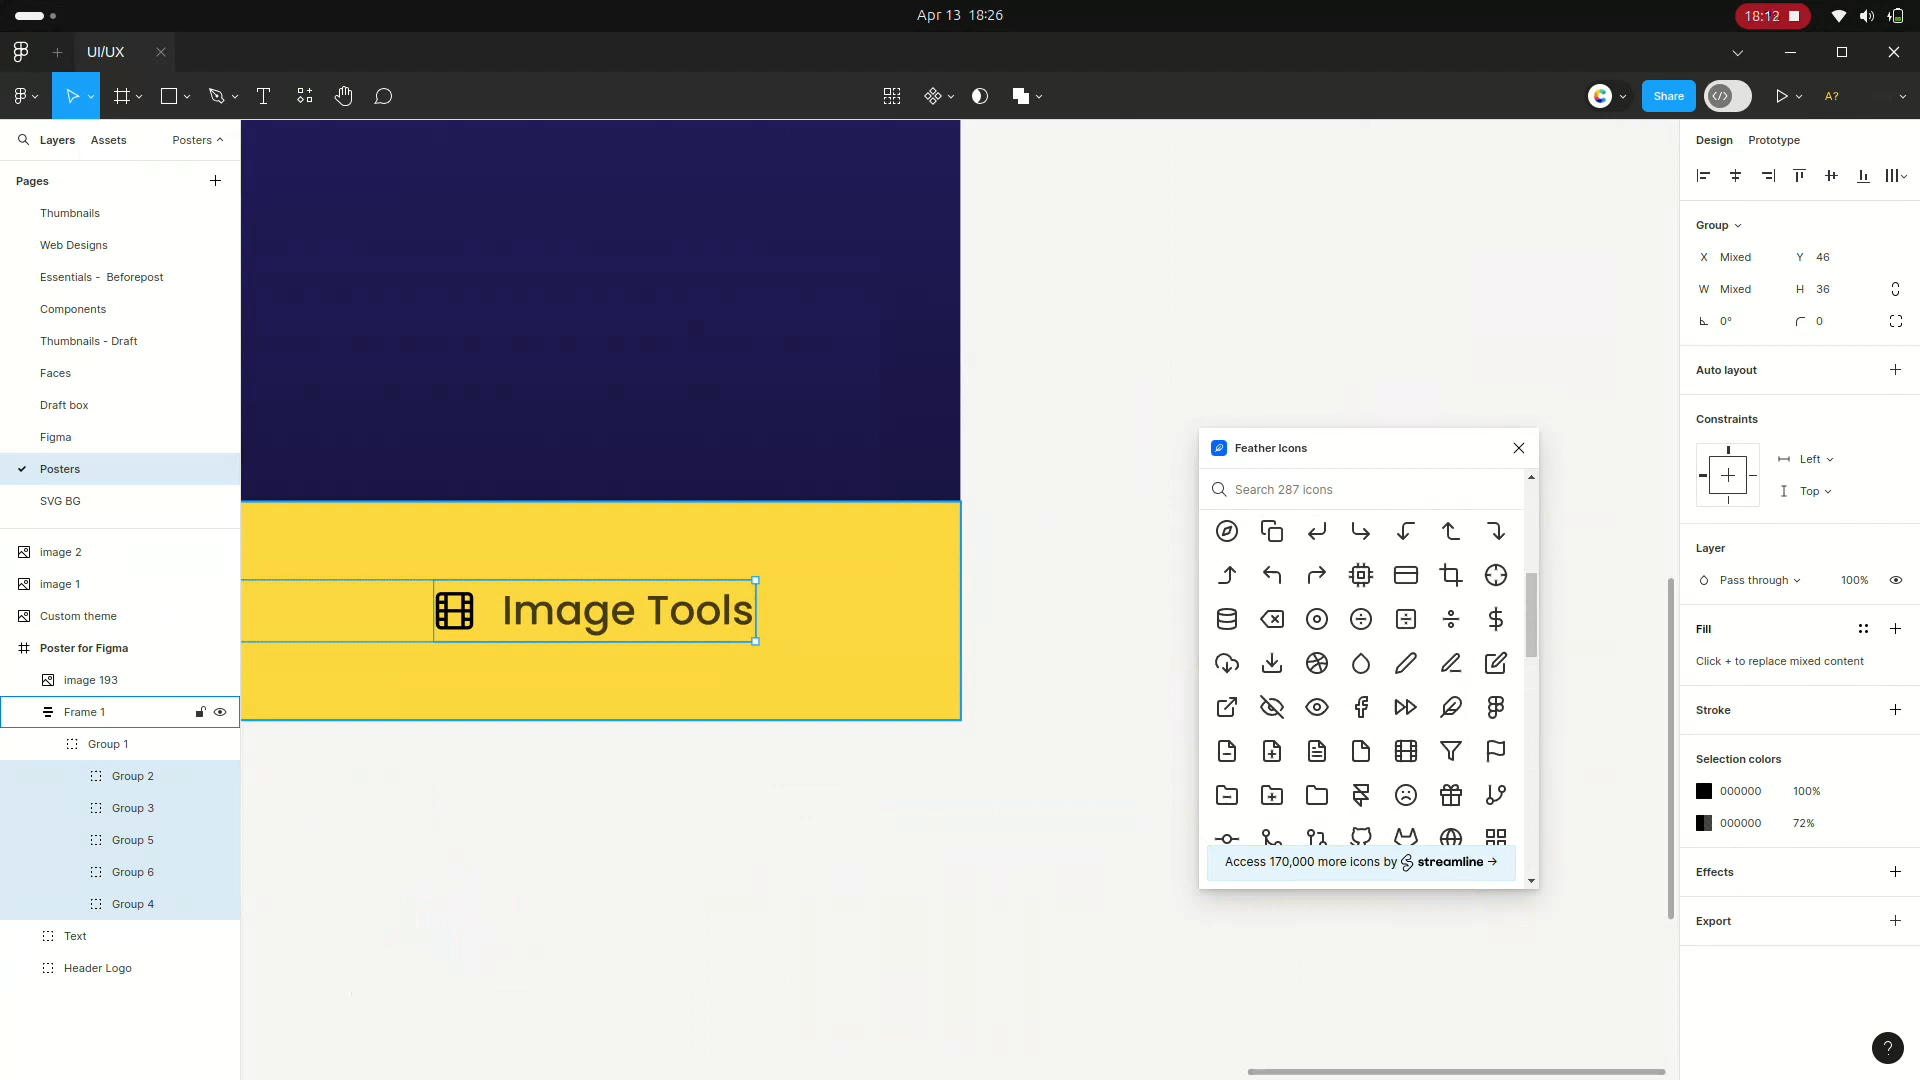 Apr 13 18:26
18:12
UI/UX
Share
A?
Layers
Assets
Posters
Pages
Thumbnails
Web Designs
Essentials - Beforepost
Components
Thumbnails - Draft
Faces
Draft box
Figma
Posters
SVG BG
image 2
image 1
Custom theme
Poster for Figma
image 193
Frame 1
Group 1
Group 2
Group 3
Group 5
Group 6
Group 4
Text
Header Logo
Image Tools
Feather Icons
Search 287 icons
Access 170,000 more icons by streamline →
Design
Prototype
Group
X Mixed Y 46
W Mixed H 36
0° 0
Auto layout
Constraints
Left
Top
Layer
Pass through 100%
Fill
Click + to replace mixed content
Stroke
Selection colors
000000 100%
000000 72%
Effects
Export
?